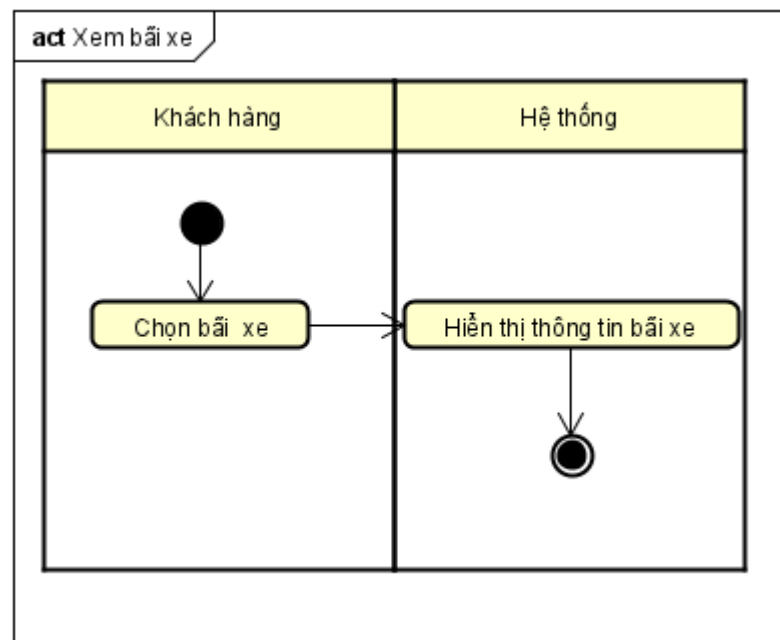 act Xem bãi xe
Khách hàng
Hệ thống
Chọn bãi xe
Hiển thị thông tin bãi xe